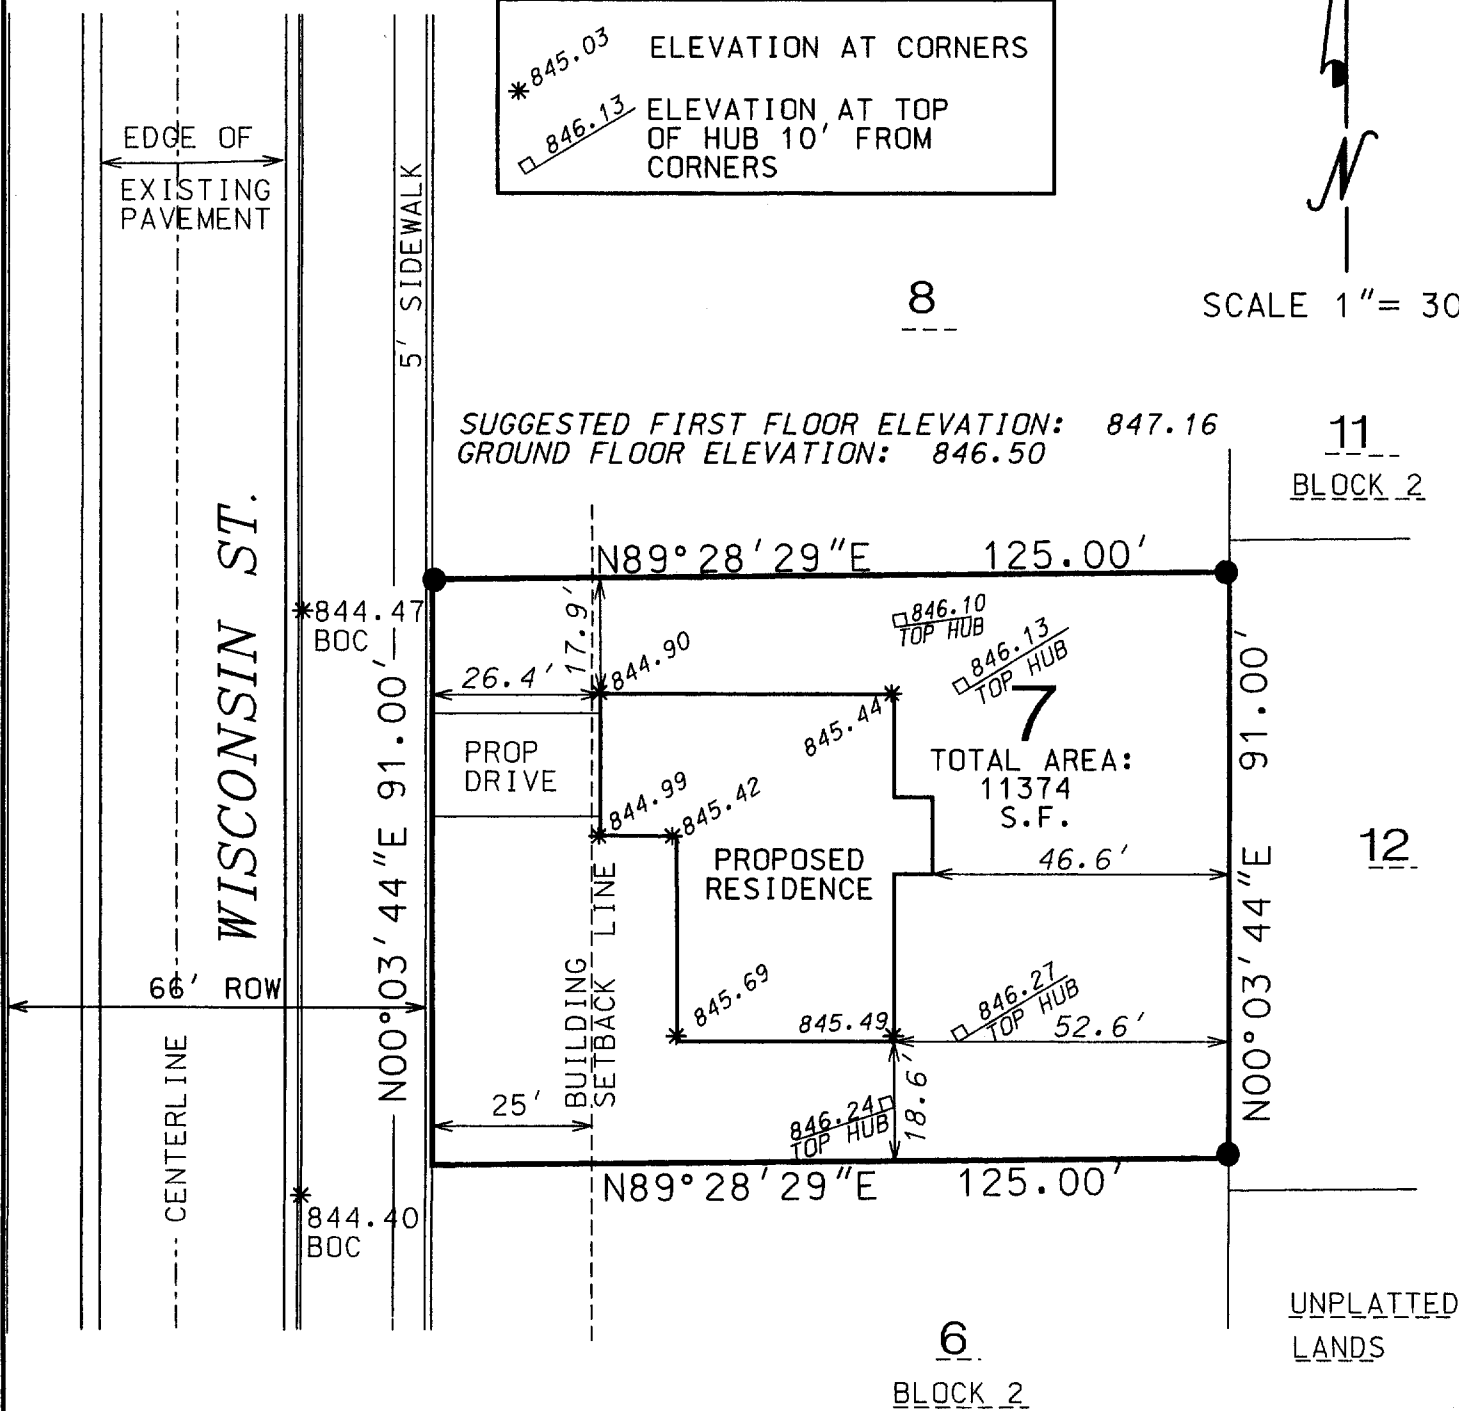 845.03 ELEVATION AT CORNERS
846.13 ELEVATION AT TOP
OF HUB 10' FROM
CORNERS
EDGE OF
EXISTING
PAVEMENT
5' SIDEWALK
N
SCALE 1"= 30
8
SUGGESTED FIRST FLOOR ELEVATION: 847.16
GROUND FLOOR ELEVATION: 846.50
11
BLOCK 2
WISCONSIN ST.
N89°28'29"E 125.00'
844.47
BOC
17.9'
844.90
846.10
TOP HUB
846.13
TOP HUB
26.4'
845.44
7
TOTAL AREA:
11374
S.F.
PROP
DRIVE
844.99
845.42
PROPOSED
RESIDENCE
46.6'
12
N00°03'44"E 91.00'
N00°03'44"E 91.00'
66' ROW
BUILDING
SETBACK LINE
845.69
845.49
846.27
TOP HUB
52.6'
CENTERLINE
25'
846.24
TOP HUB
18.6'
N89°28'29"E 125.00'
844.40
BOC
UNPLATTED
LANDS
6
BLOCK 2